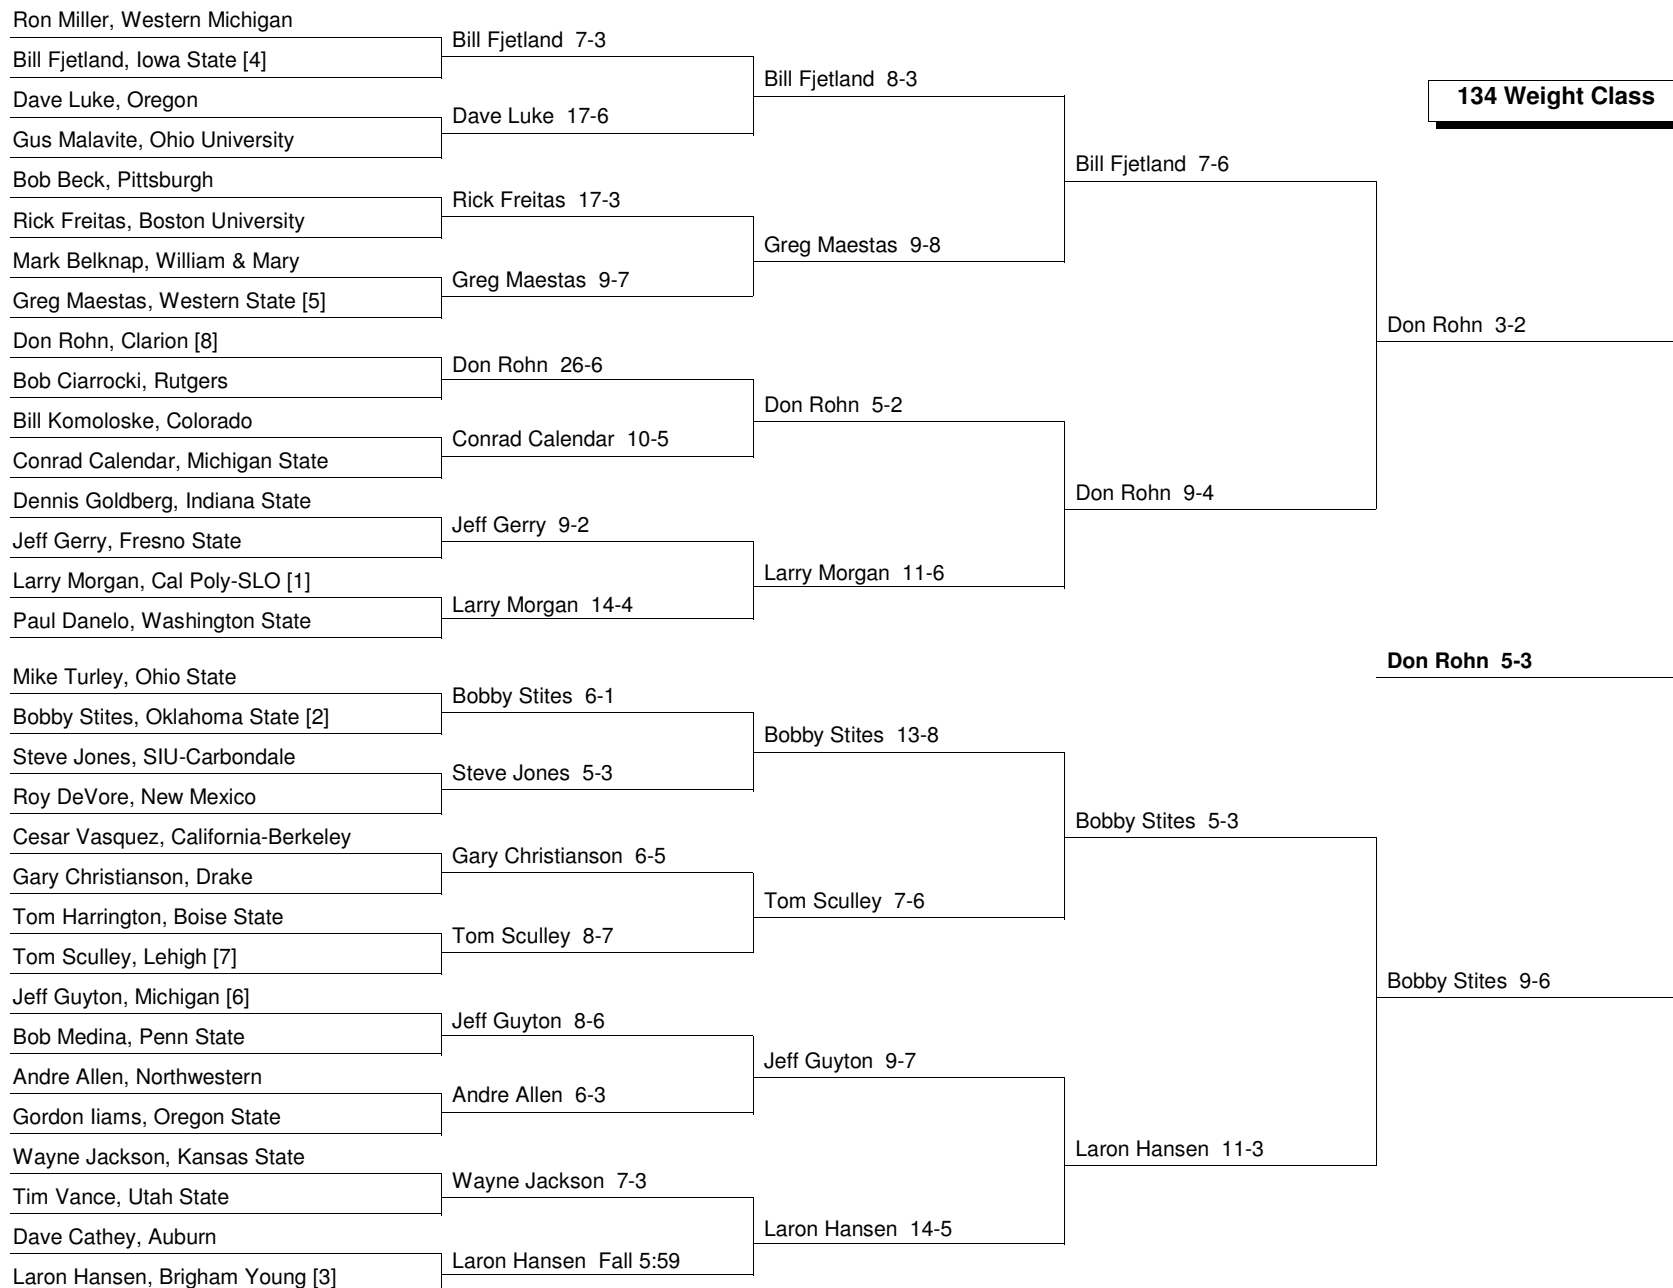 Ron Miller, Western Michigan
Bill Fjetland, Iowa State [4]
Dave Luke, Oregon
Gus Malavite, Ohio University
Bob Beck, Pittsburgh
Rick Freitas, Boston University
Mark Belknap, William & Mary
Greg Maestas, Western State [5]
Don Rohn, Clarion [8]
Bob Ciarrocki, Rutgers
Bill Komoloske, Colorado
Conrad Calendar, Michigan State
Dennis Goldberg, Indiana State
Jeff Gerry, Fresno State
Larry Morgan, Cal Poly-SLO [1]
Paul Danelo, Washington State
Mike Turley, Ohio State
Bobby Stites, Oklahoma State [2]
Steve Jones, SIU-Carbondale
Roy DeVore, New Mexico
Cesar Vasquez, California-Berkeley
Gary Christianson, Drake
Tom Harrington, Boise State
Tom Sculley, Lehigh [7]
Jeff Guyton, Michigan [6]
Bob Medina, Penn State
Andre Allen, Northwestern
Gordon Iiams, Oregon State
Wayne Jackson, Kansas State
Tim Vance, Utah State
Dave Cathey, Auburn
Laron Hansen, Brigham Young [3]
Bill Fjetland 7-3
Dave Luke 17-6
Rick Freitas 17-3
Greg Maestas 9-7
Don Rohn 26-6
Conrad Calendar 10-5
Jeff Gerry 9-2
Larry Morgan 14-4
Bobby Stites 6-1
Steve Jones 5-3
Gary Christianson 6-5
Tom Sculley 8-7
Jeff Guyton 8-6
Andre Allen 6-3
Wayne Jackson 7-3
Laron Hansen Fall 5:59
Bill Fjetland 8-3
Greg Maestas 9-8
Don Rohn 5-2
Larry Morgan 11-6
Bobby Stites 13-8
Tom Sculley 7-6
Jeff Guyton 9-7
Laron Hansen 14-5
Bill Fjetland 7-6
Don Rohn 9-4
Bobby Stites 5-3
Laron Hansen 11-3
134 Weight Class
Don Rohn 3-2
Don Rohn 5-3
Bobby Stites 9-6